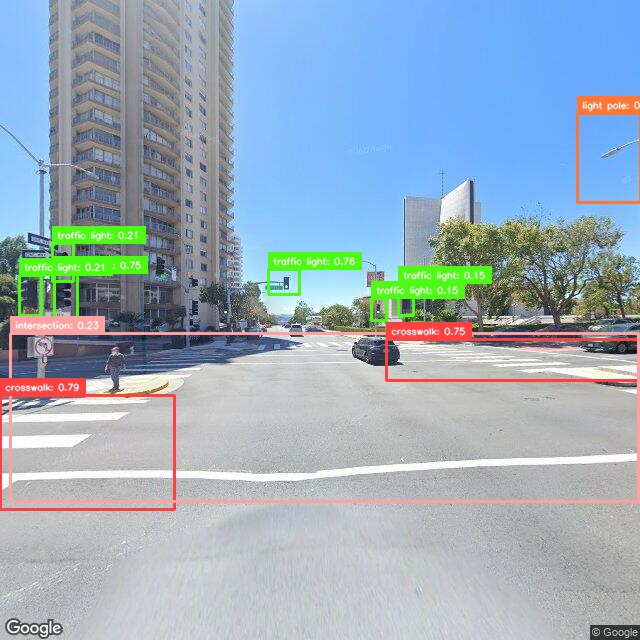 light pole: 0
traffic light: 0.21
traffic light: 0.76
traffic light: 0.21
: 0.75
traffic light: 0.15
traffic light: 0.15
intersection: 0.23
crosswalk: 0.75
crosswalk: 0.79
Google
© Google